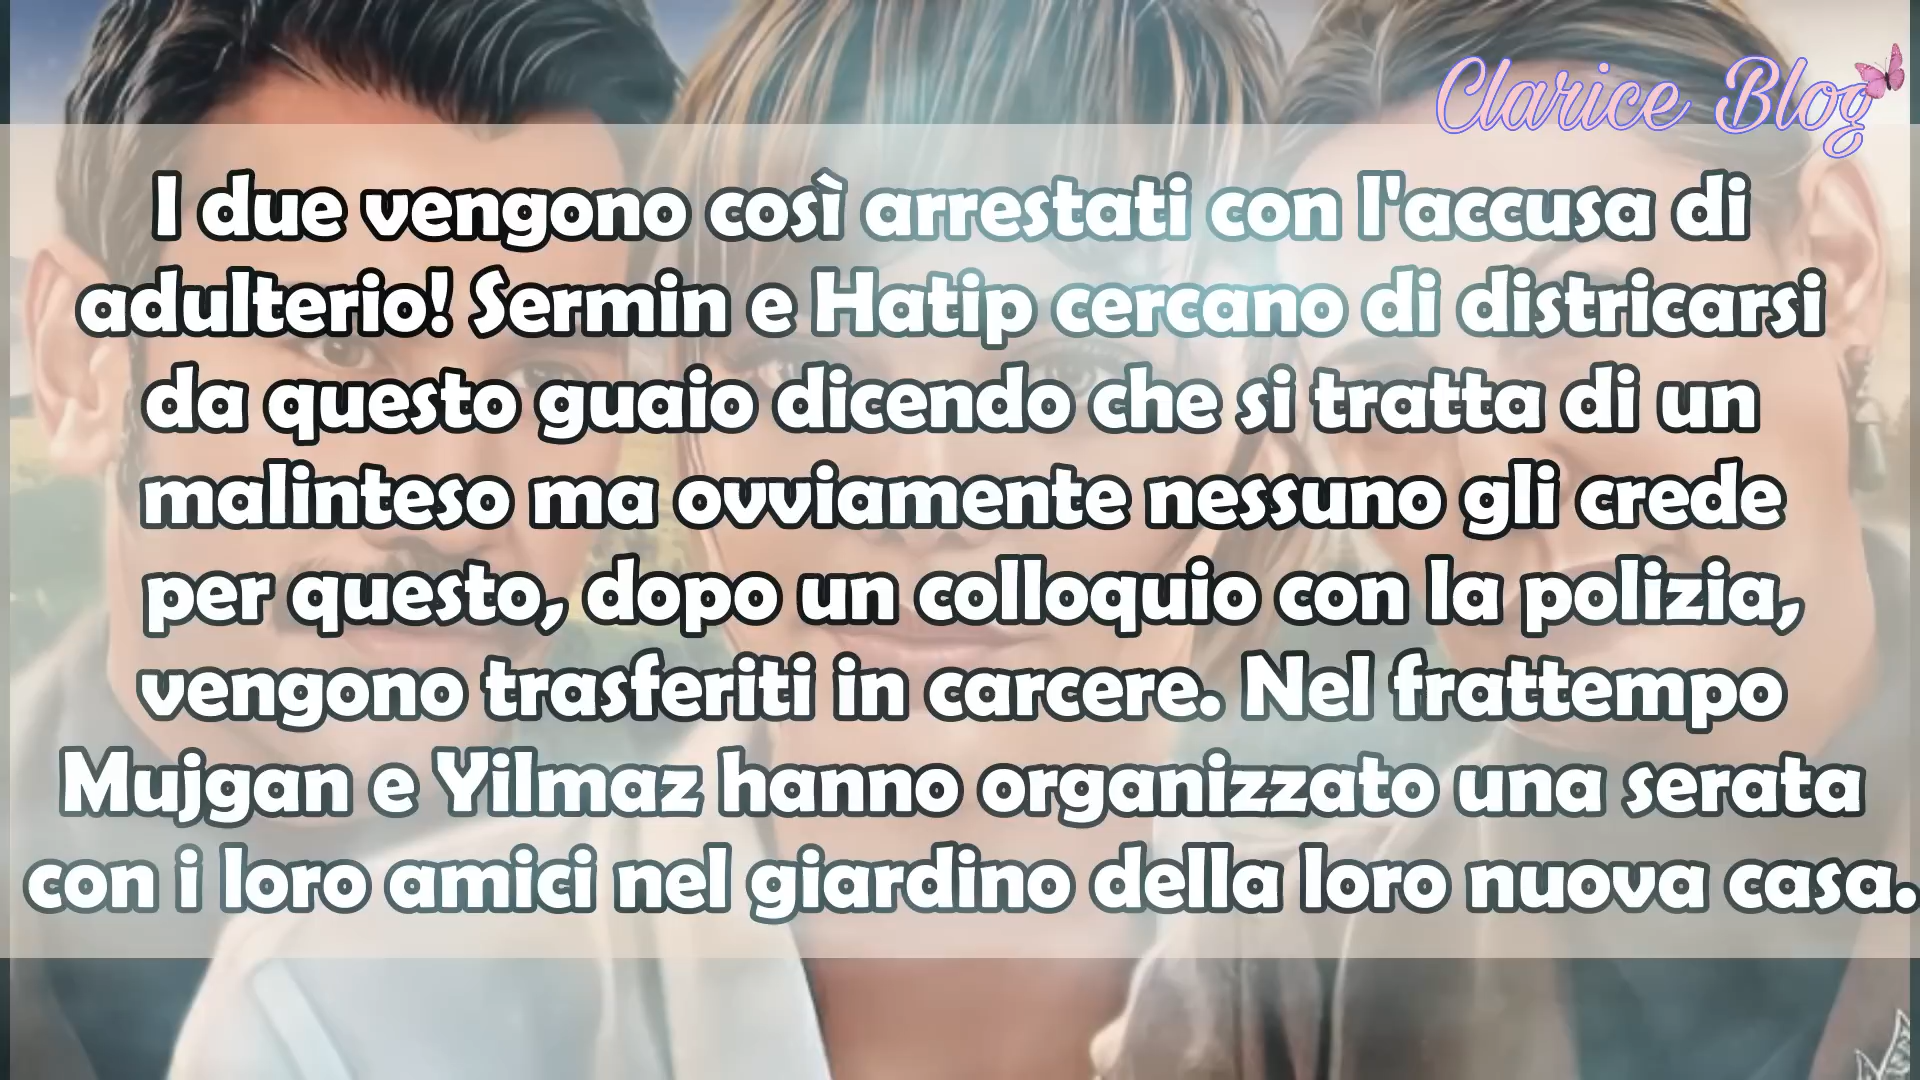 Clarice Blog
I due vengono così arrestati con l'accusa di
adulterio! Sermin e Hatip cercano di districarsi
da questo guaio dicendo che si tratta di un
malinteso ma ovviamente nessuno gli crede
per questo, dopo un colloquio con la polizia,
vengono trasferiti in carcere. Nel frattempo
Mujgan e Yilmaz hanno organizzato una serata
con i loro amici nel giardino della loro nuova casa.